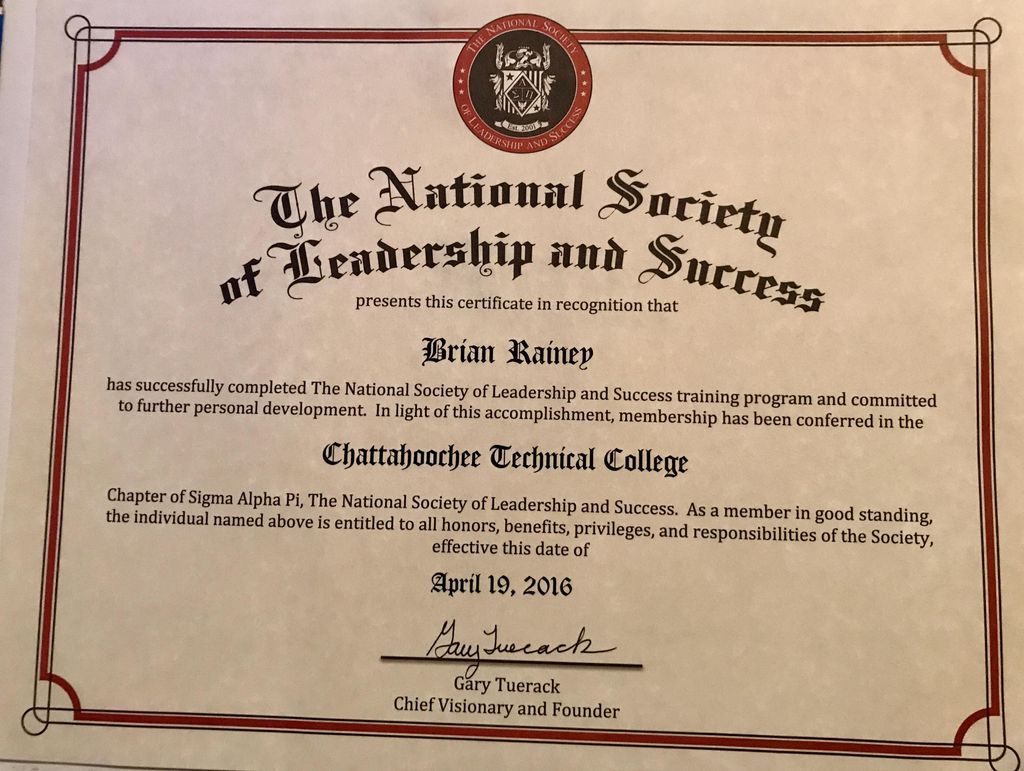 THE NATIONAL SOCIETY
OF LEADERSHIP AND SUCCESS
Est. 2001
The National Society
of Leadership and Success
presents this certificate in recognition that
Brian Rainey
has successfully completed The National Society of Leadership and Success training program and committed
to further personal development. In light of this accomplishment, membership has been conferred in the
Chattahoochee Technical College
Chapter of Sigma Alpha Pi, The National Society of Leadership and Success. As a member in good standing,
the individual named above is entitled to all honors, benefits, privileges, and responsibilities of the Society,
effective this date of
April 19, 2016
Gary Tuerack
Gary Tuerack
Chief Visionary and Founder